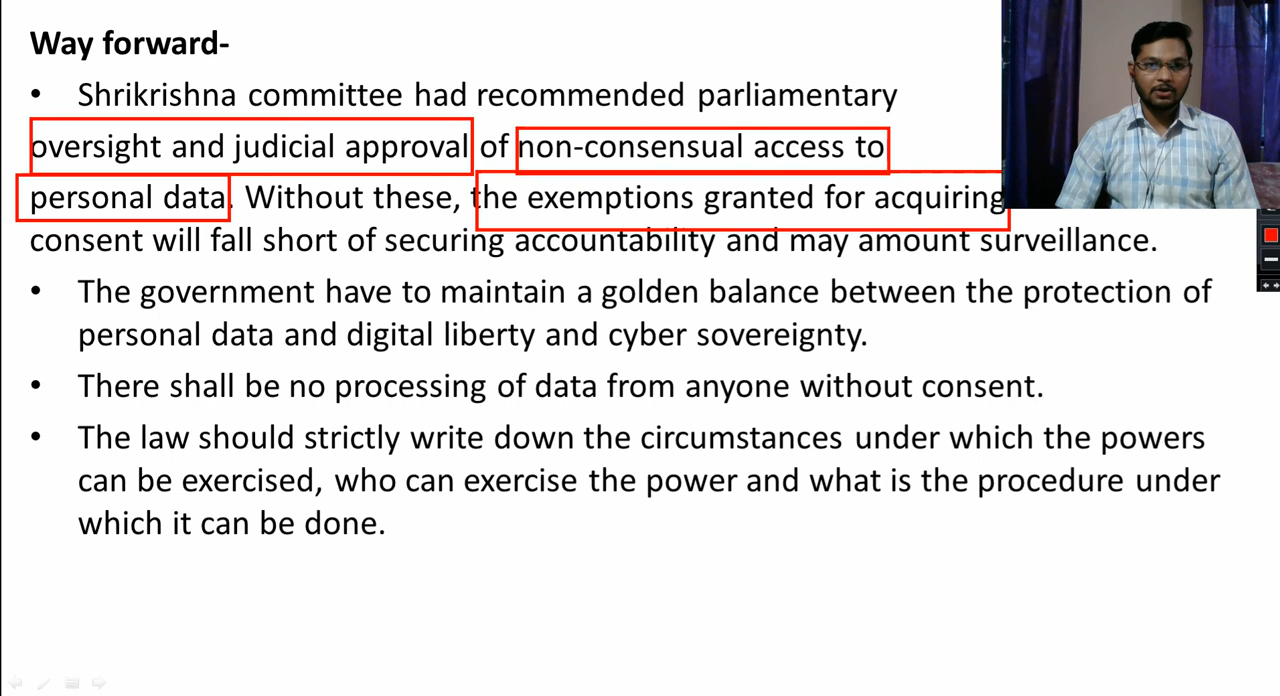 Way forward-
• Shrikrishna committee had recommended parliamentary
oversight and judicial approval of non-consensual access to
personal data. Without these, the exemptions granted for acquiring
consent will fall short of securing accountability and may amount surveillance.
• The government have to maintain a golden balance between the protection of
personal data and digital liberty and cyber sovereignty.
• There shall be no processing of data from anyone without consent.
• The law should strictly write down the circumstances under which the powers
can be exercised, who can exercise the power and what is the procedure under
which it can be done.